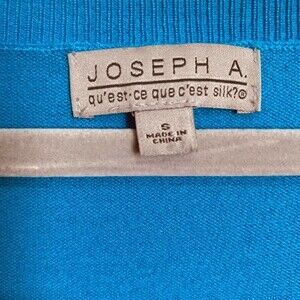 JOSEPH A.
qu'est-ce que c'est silk?®
S
MADE IN
CHINA